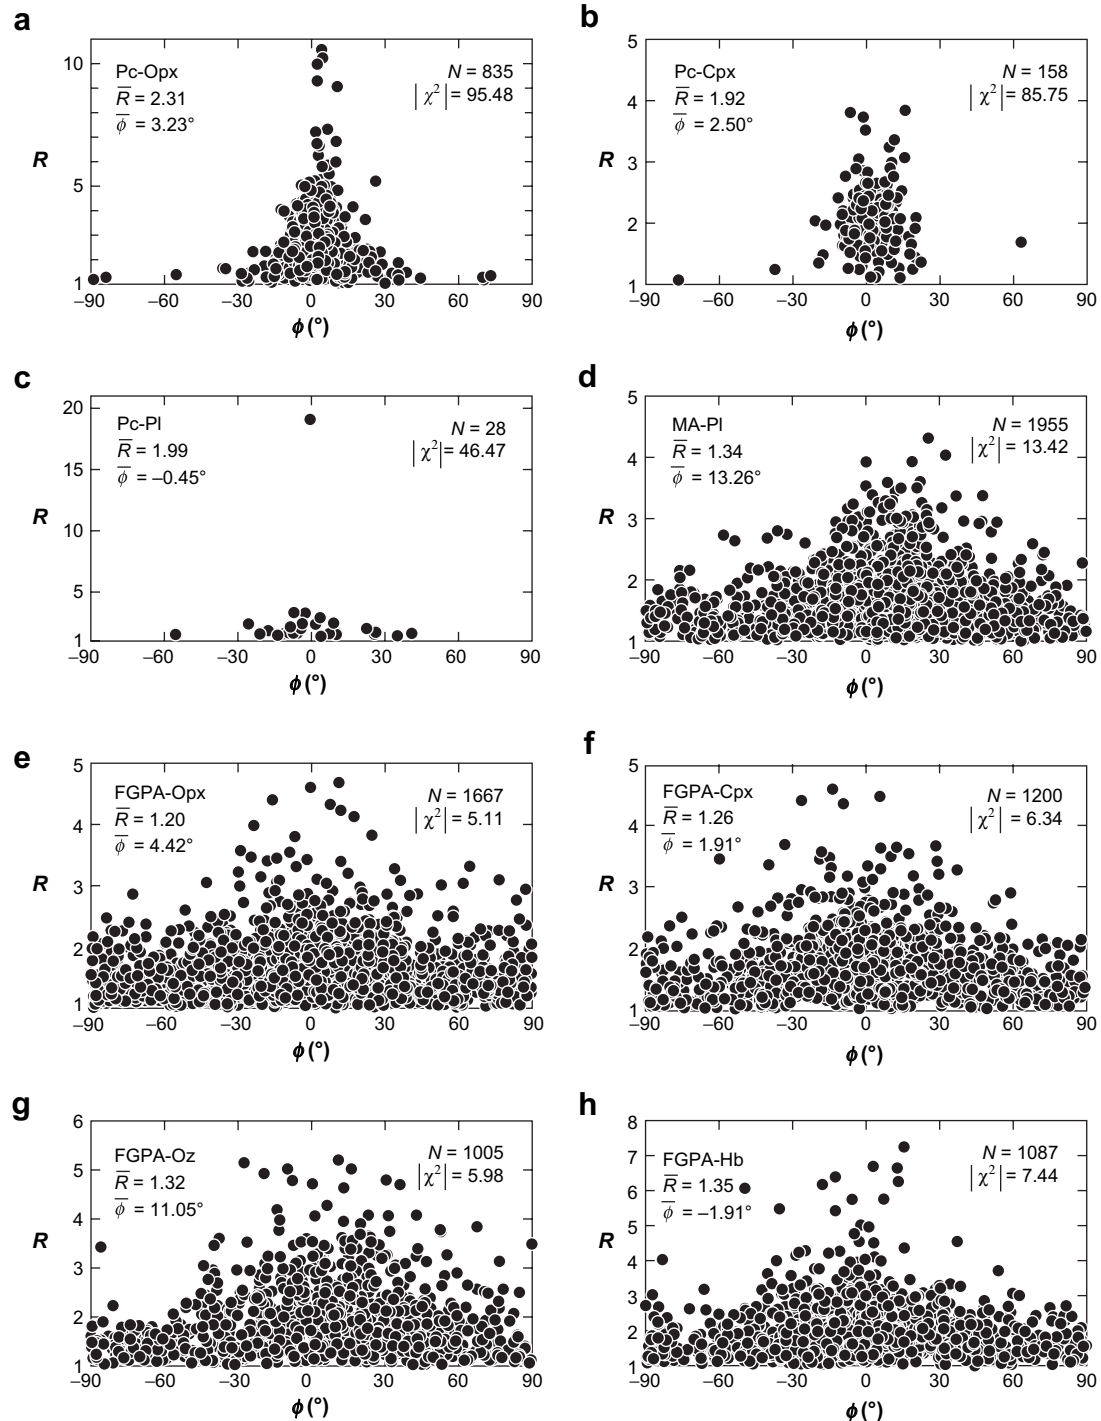 a
Pc-Opx
R̅ = 2.31
ϕ̅ = 3.23°
N = 835
| χ² | = 95.48
10
5
1
R
–90 –60 –30 0 30 60 90
ϕ (°)
b
Pc-Cpx
R̅ = 1.92
ϕ̅ = 2.50°
N = 158
| χ² | = 85.75
5
4
3
2
1
R
–90 –60 –30 0 30 60 90
ϕ (°)
c
Pc-Pl
R̅ = 1.99
ϕ̅ = –0.45°
N = 28
| χ² | = 46.47
20
15
10
5
1
R
–90 –60 –30 0 30 60 90
ϕ (°)
d
MA-Pl
R̅ = 1.34
ϕ̅ = 13.26°
N = 1955
| χ² | = 13.42
5
4
3
2
1
R
–90 –60 –30 0 30 60 90
ϕ (°)
e
FGPA-Opx
R̅ = 1.20
ϕ̅ = 4.42°
N = 1667
| χ² | = 5.11
5
4
3
2
1
R
–90 –60 –30 0 30 60 90
ϕ (°)
f
FGPA-Cpx
R̅ = 1.26
ϕ̅ = 1.91°
N = 1200
| χ² | = 6.34
5
4
3
2
1
R
–90 –60 –30 0 30 60 90
ϕ (°)
g
FGPA-Oz
R̅ = 1.32
ϕ̅ = 11.05°
N = 1005
| χ² | = 5.98
6
5
4
3
2
1
R
–90 –60 –30 0 30 60 90
ϕ (°)
h
FGPA-Hb
R̅ = 1.35
ϕ̅ = –1.91°
N = 1087
| χ² | = 7.44
8
7
6
5
4
3
2
1
R
–90 –60 –30 0 30 60 90
ϕ (°)